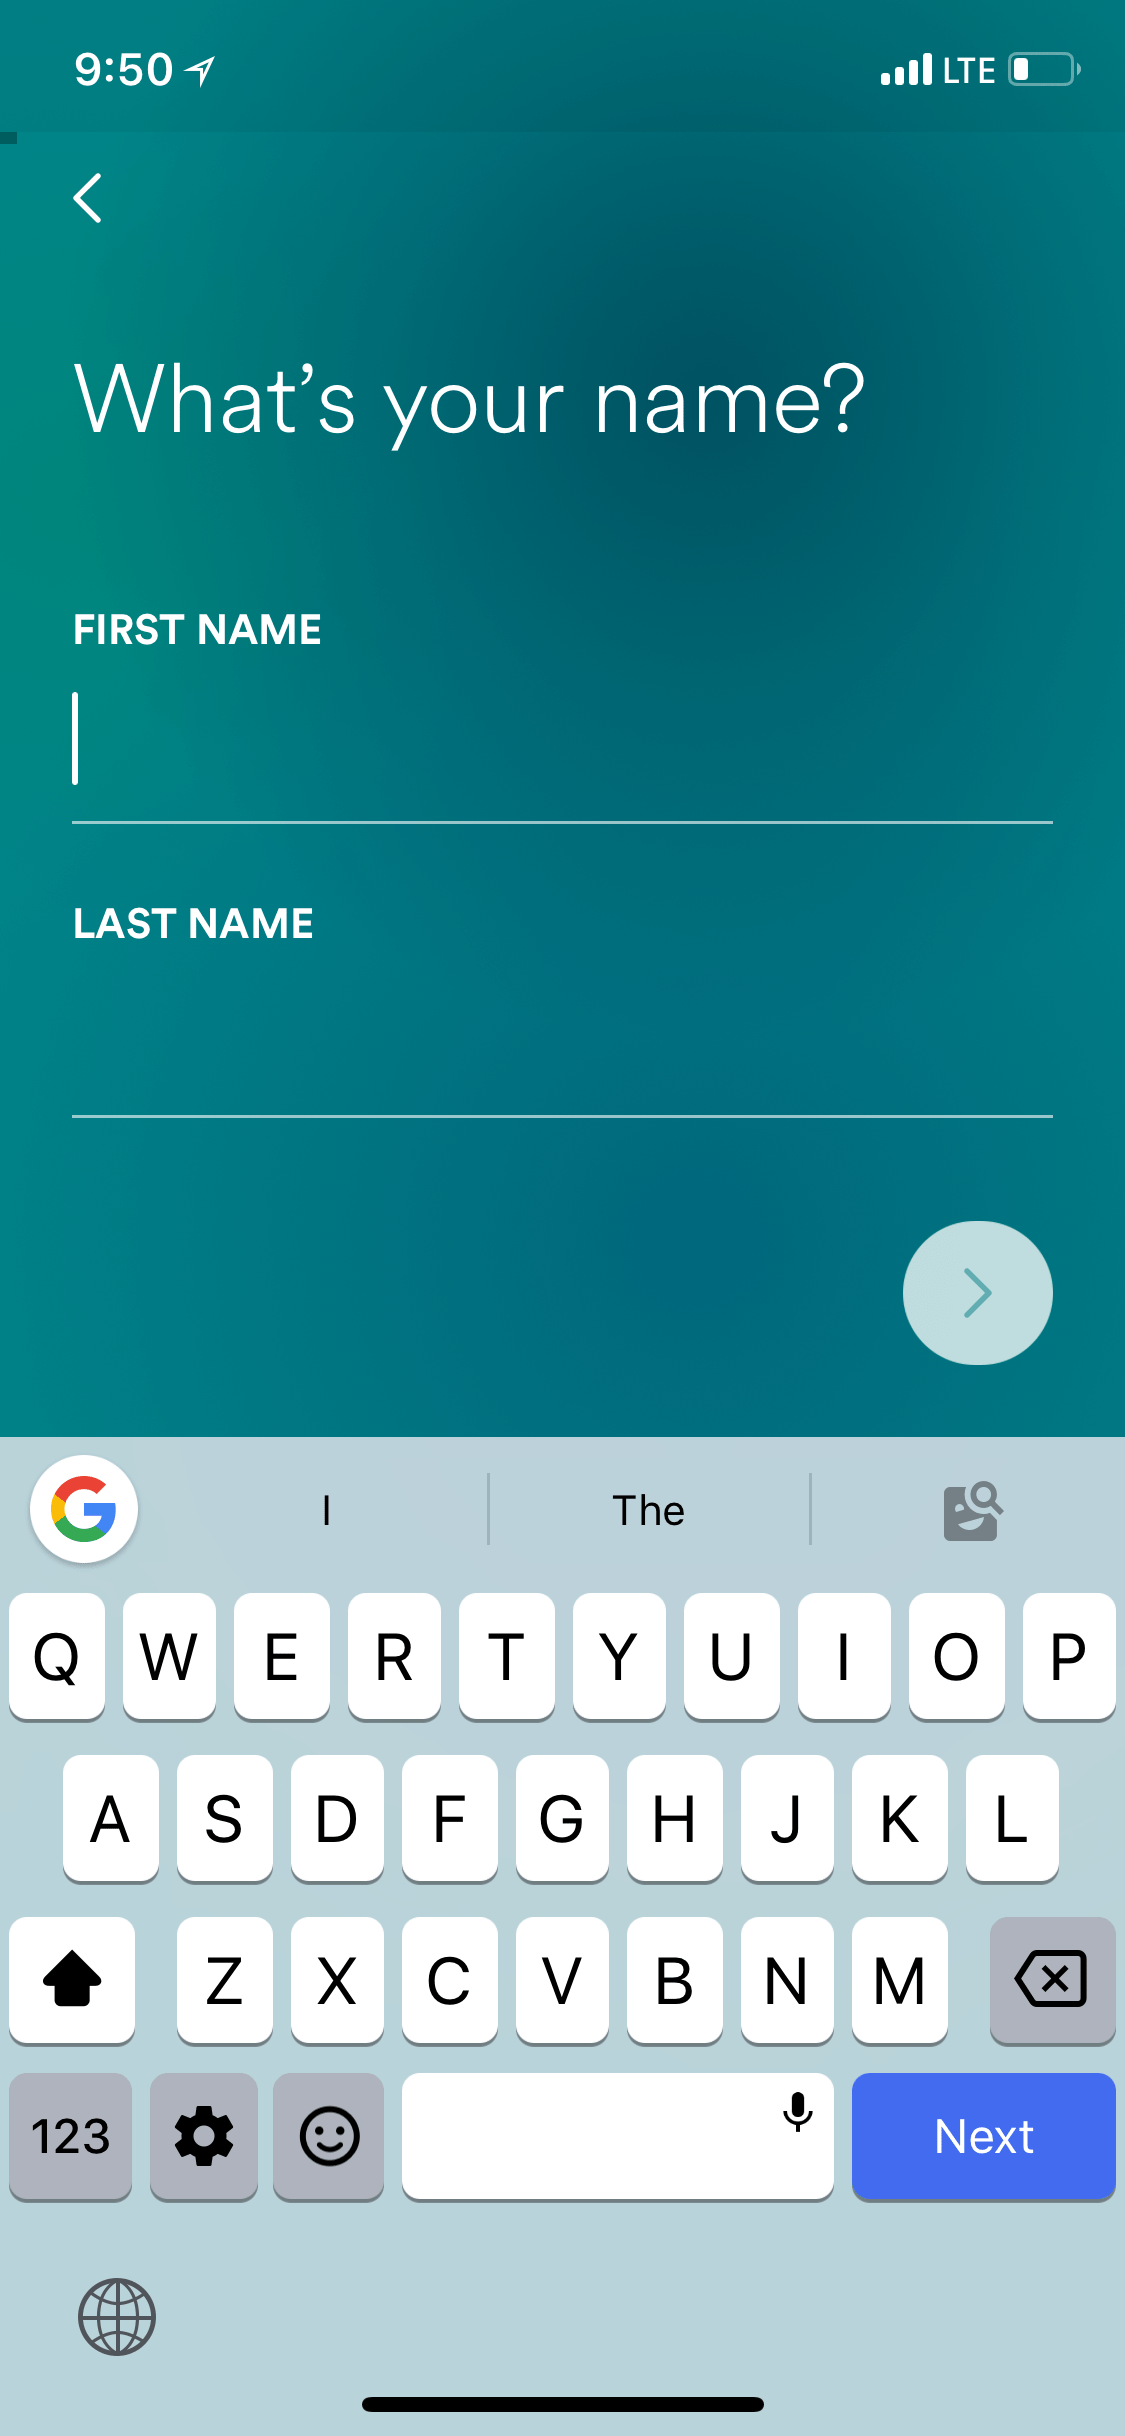 9:50 LTE
What's your name?
FIRST NAME
LAST NAME
I The
Q W E R T Y U I O P
A S D F G H J K L
Z X C V B N M
123 Next